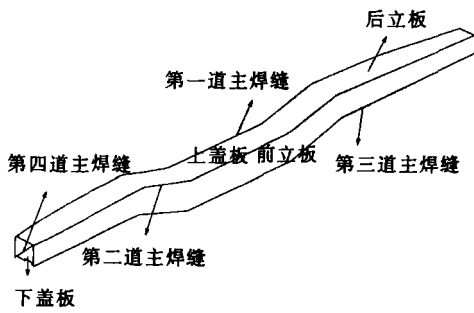 后立板
第一道主焊缝
上盖板 前立板
第三道主焊缝
第四道主焊缝
第二道主焊缝
下盖板